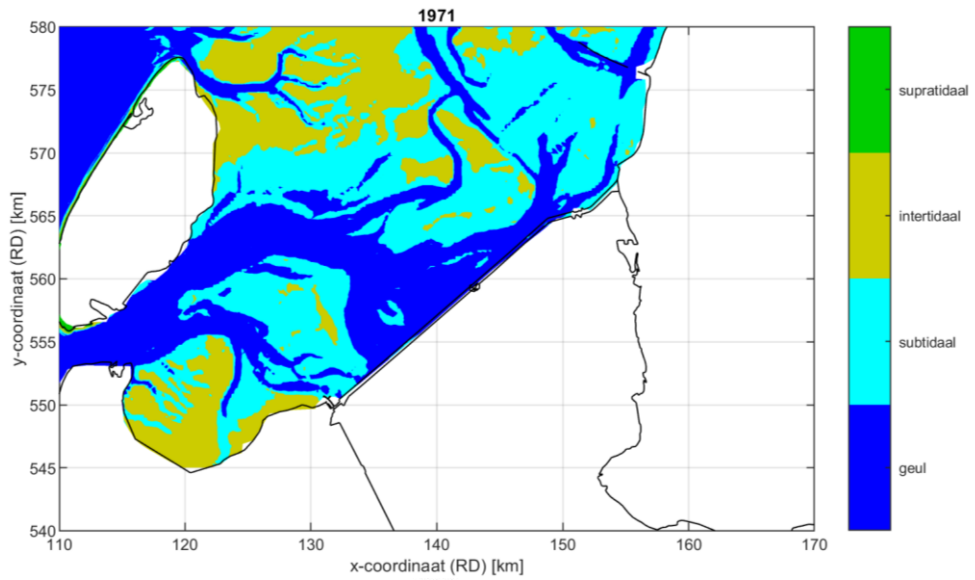 1971
580
575
570
565
560
555
550
545
540
y-coordinaat (RD) [km]
110 120 130 140 150 160 170
x-coordinaat (RD) [km]
supratidaal
intertidaal
subtidaal
geul